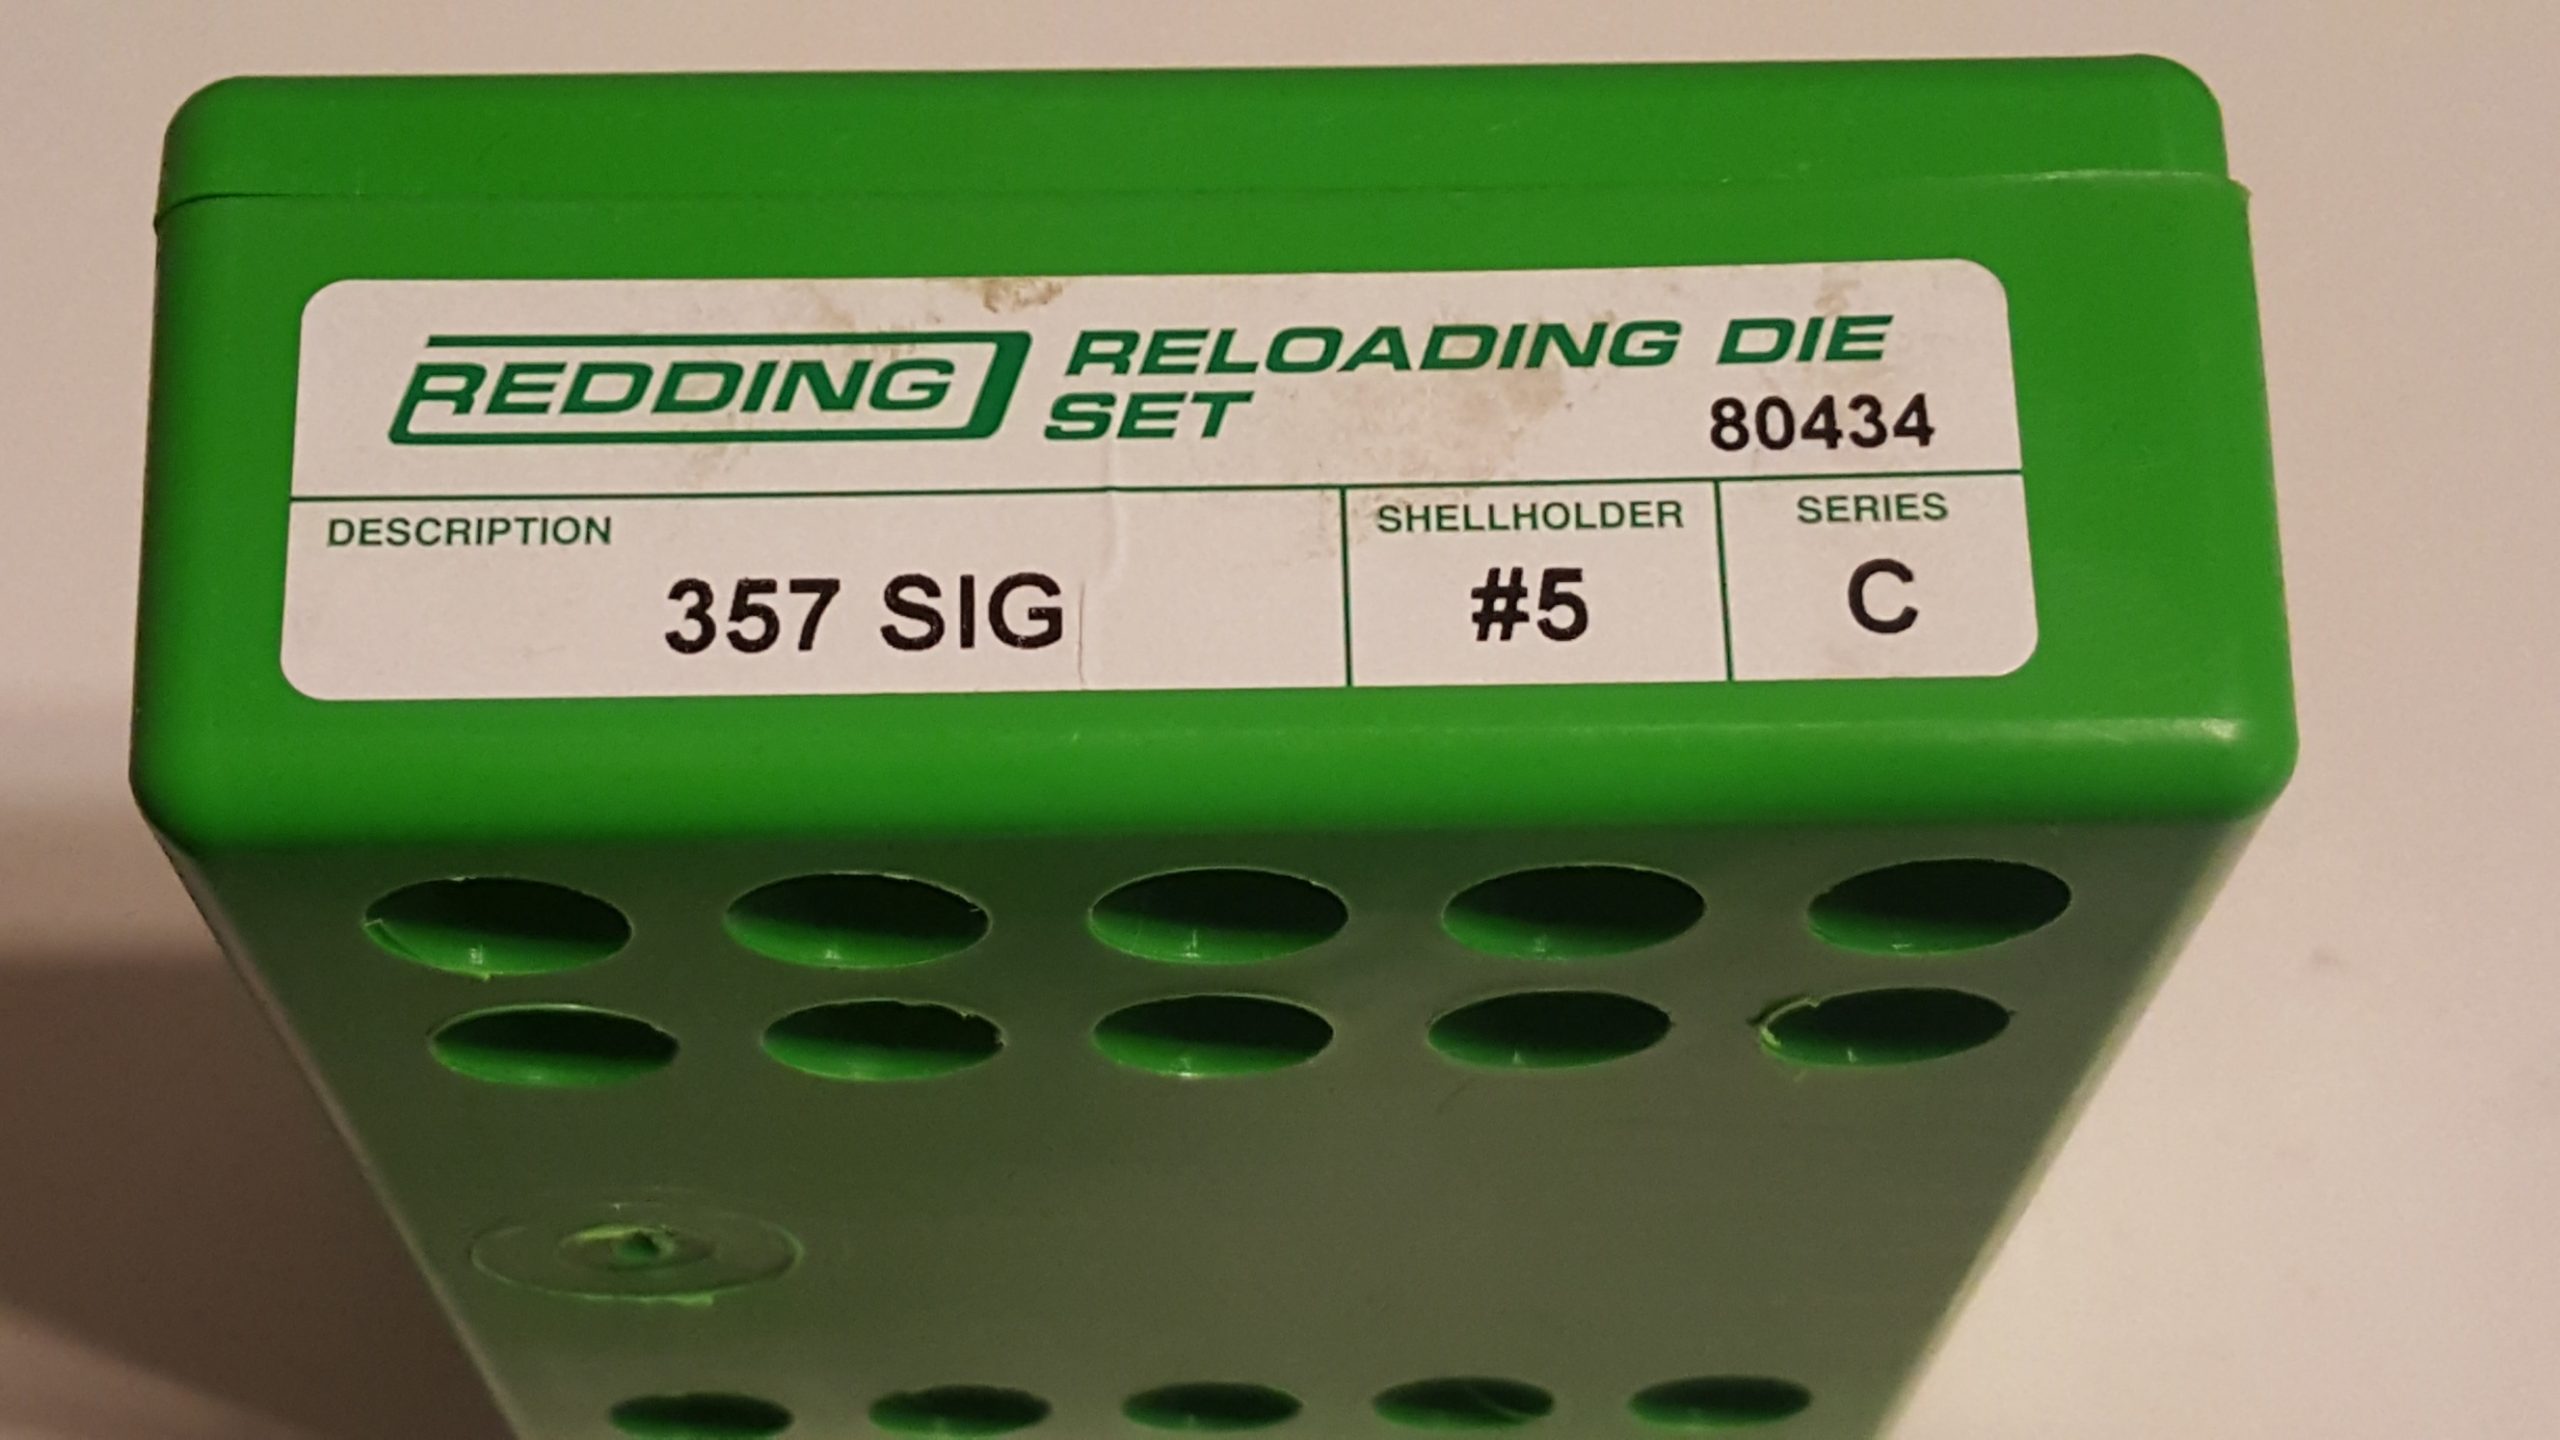 REDDING RELOADING DIE
SET
80434
DESCRIPTION
357 SIG
SHELLHOLDER
#5
SERIES
C